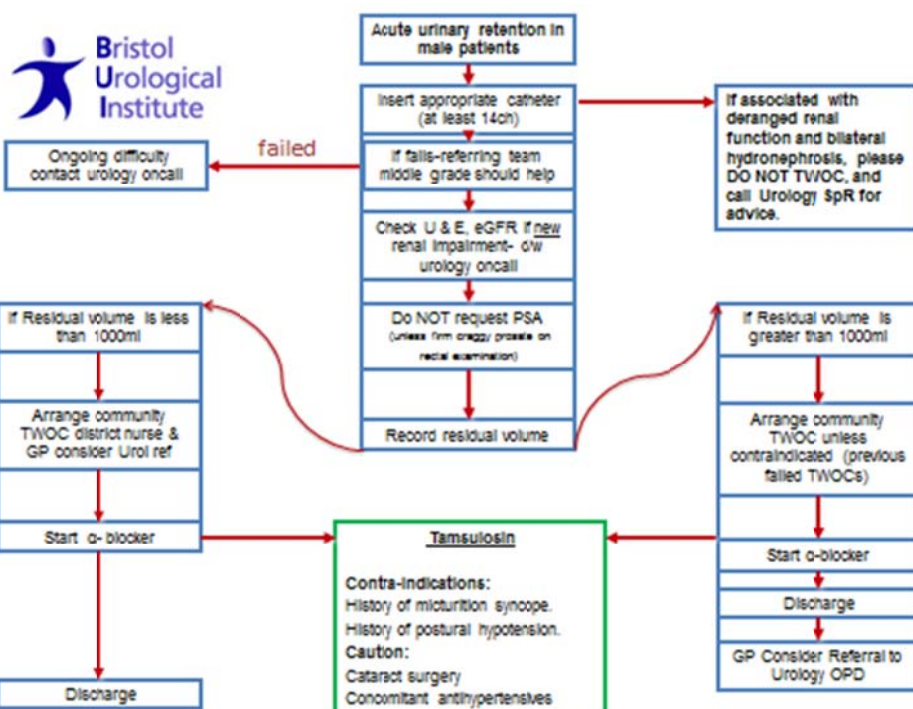 Bristol
Urological
Institute
Acute urinary retention in
male patients
Insert appropriate catheter
(at least 14ch)
If associated with
deranged renal
function and bilateral
hydronephrosis, please
DO NOT TWOC, and
call Urology SpR for
advice.
failed
Ongoing difficulty
contact urology oncall
If fails-referring team
middle grade should help
Check U & E, eGFR if new
renal impairment- d/w
urology oncall
Do NOT request PSA
(unless firm craggy prostate on
rectal examination)
Record residual volume
If Residual volume is less
than 1000ml
Arrange community
TWOC district nurse &
GP consider Urol ref
Start α- blocker
Discharge
If Residual volume is
greater than 1000ml
Arrange community
TWOC unless
contraindicated (previous
failed TWOCs)
Start α-blocker
Discharge
GP Consider Referral to
Urology OPD
Tamsulosin
Contra-indications:
History of micturition syncope.
History of postural hypotension.
Caution:
Cataract surgery
Concomitant antihypertensives